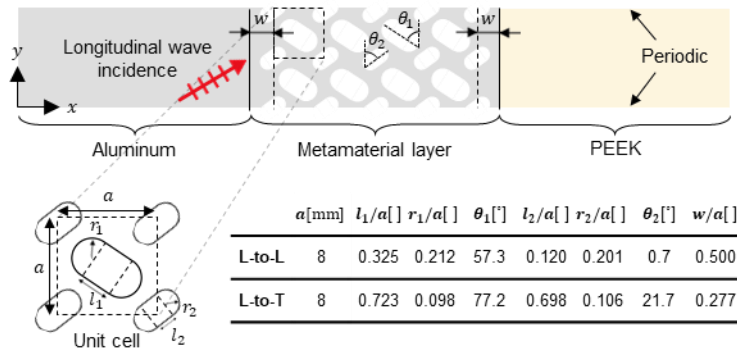 w θ₁ w
Longitudinal wave incidence θ₂ Periodic
y
x
Aluminum Metamaterial layer PEEK
a
a
r₁
l₁
r₂
l₂
Unit cell
a[mm] l₁/a[ ] r₁/a[ ] θ₁[°] l₂/a[ ] r₂/a[ ] θ₂[°] w/a[ ]
L-to-L 8 0.325 0.212 57.3 0.120 0.201 0.7 0.500
L-to-T 8 0.723 0.098 77.2 0.698 0.106 21.7 0.277